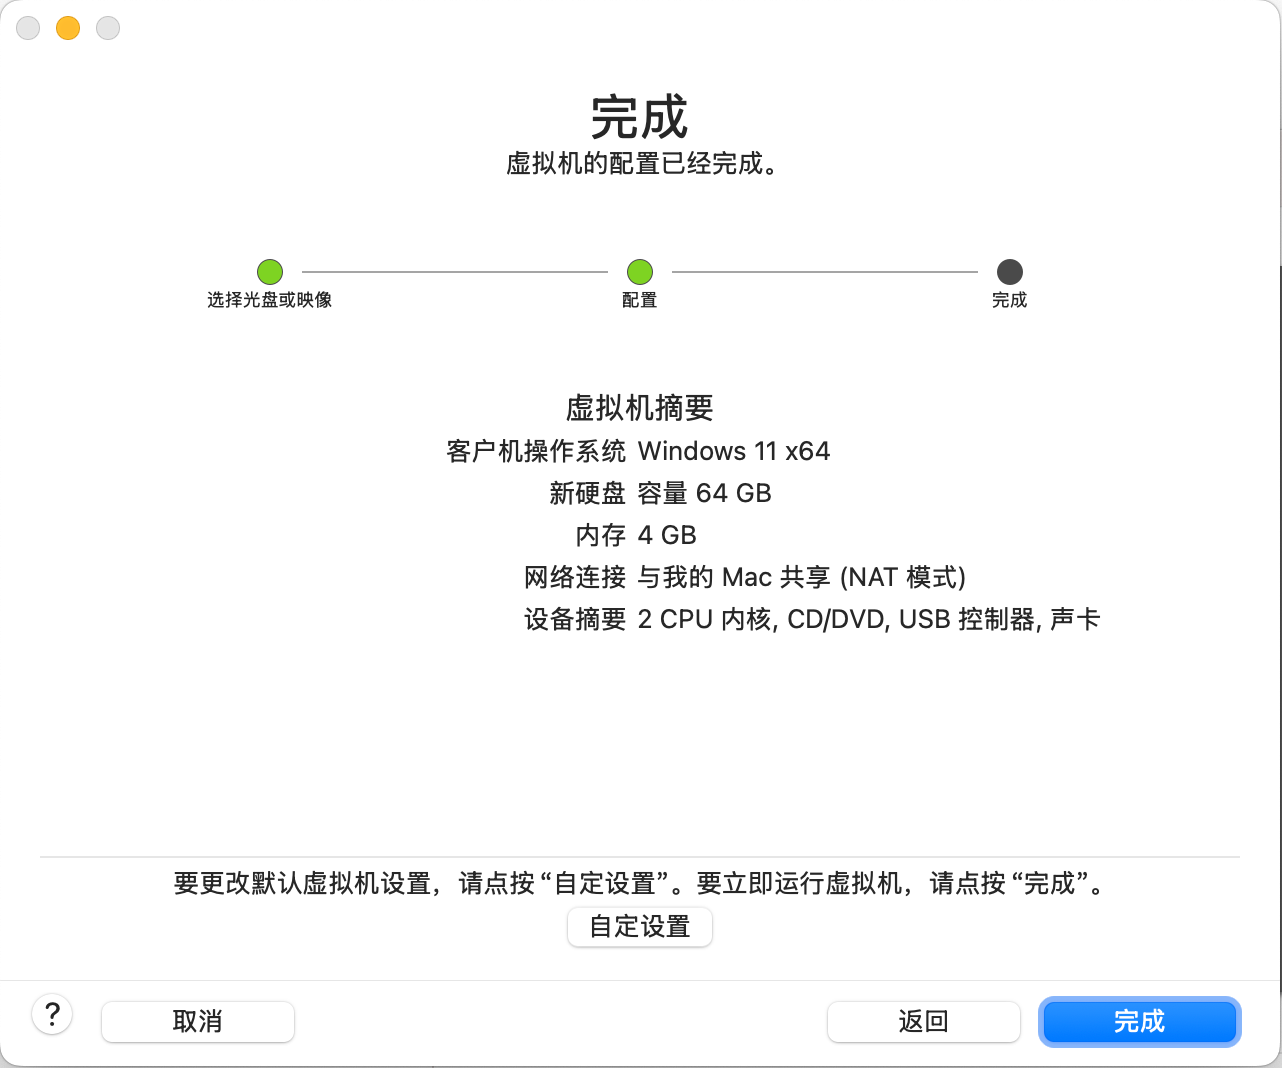 完成
虚拟机的配置已经完成。
选择光盘或映像
配置
完成
虚拟机摘要
客户机操作系统 Windows 11 x64
新硬盘 容量 64 GB
内存 4 GB
网络连接 与我的 Mac 共享 (NAT 模式)
设备摘要 2 CPU 内核, CD/DVD, USB 控制器, 声卡
要更改默认虚拟机设置，请点按“自定设置”。要立即运行虚拟机，请点按“完成”。
自定设置
?
取消
返回
完成